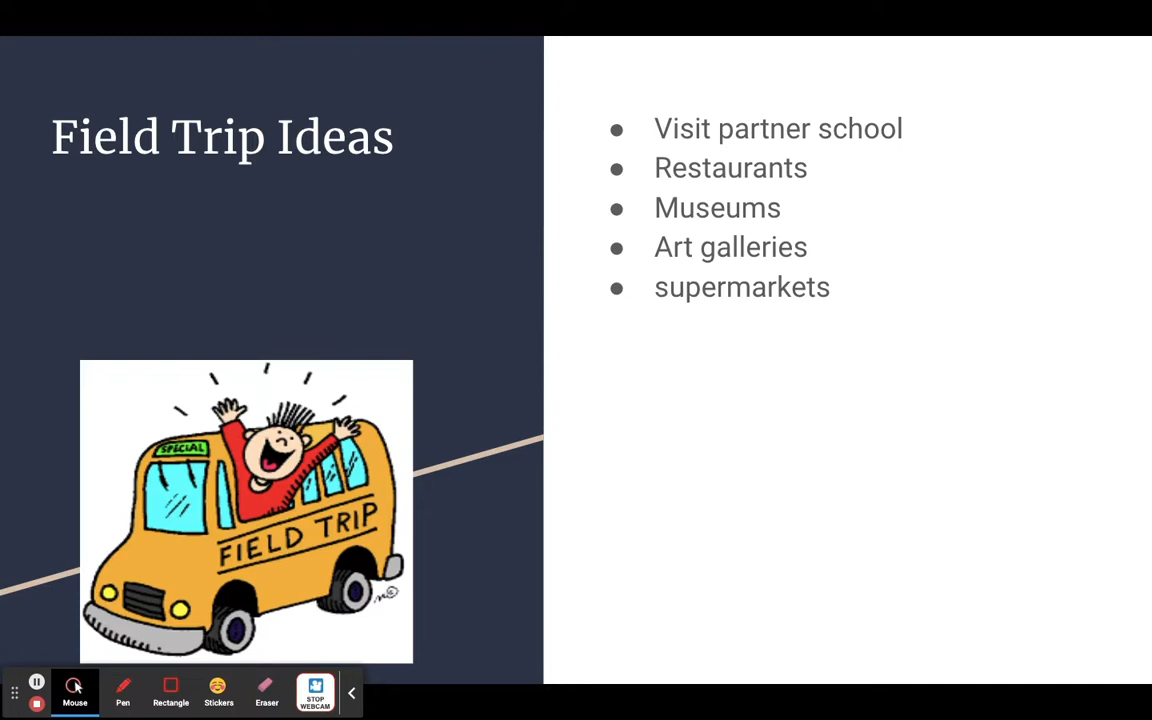 Field Trip Ideas
Visit partner school
Restaurants
Museums
Art galleries
supermarkets
SPECIAL
FIELD TRIP
Mouse
Pen
Rectangle
Stickers
Eraser
STOP
WEBCAM